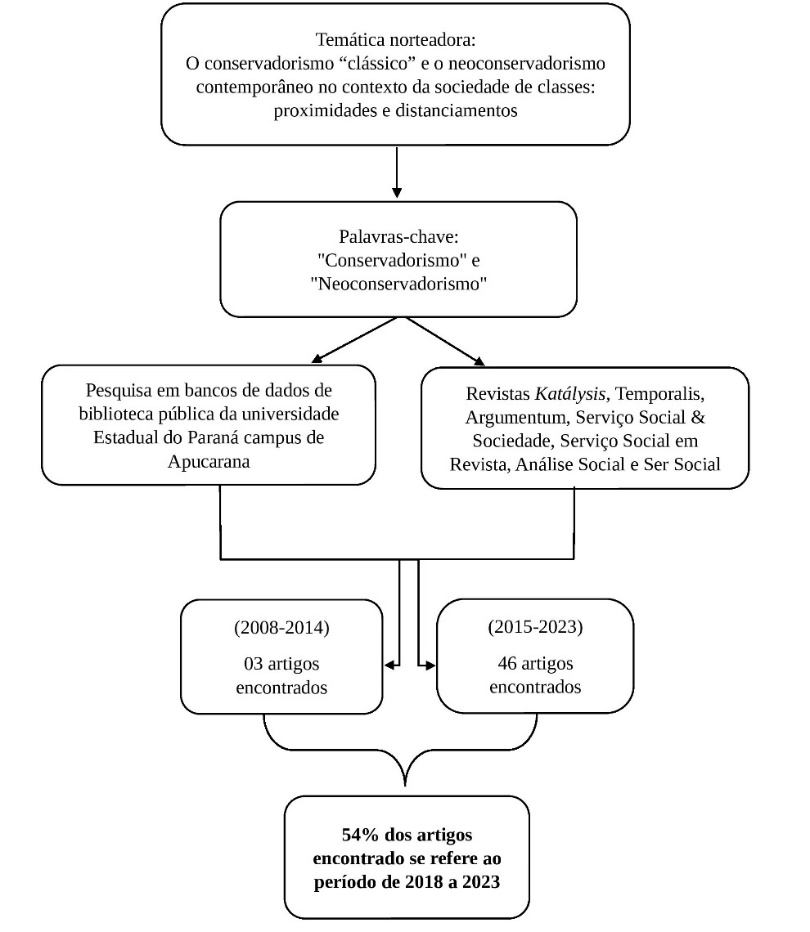 Temática norteadora:
O conservadorismo “clássico” e o neoconservadorismo
contemporâneo no contexto da sociedade de classes:
proximidades e distanciamentos
Palavras-chave:
"Conservadorismo" e
"Neoconservadorismo"
Pesquisa em bancos de dados de
biblioteca pública da universidade
Estadual do Paraná campus de
Apucarana
Revistas Katálysis, Temporalis,
Argumentum, Serviço Social &
Sociedade, Serviço Social em
Revista, Análise Social e Ser Social
(2008-2014)
03 artigos
encontrados
(2015-2023)
46 artigos
encontrados
54% dos artigos
encontrado se refere ao
período de 2018 a 2023